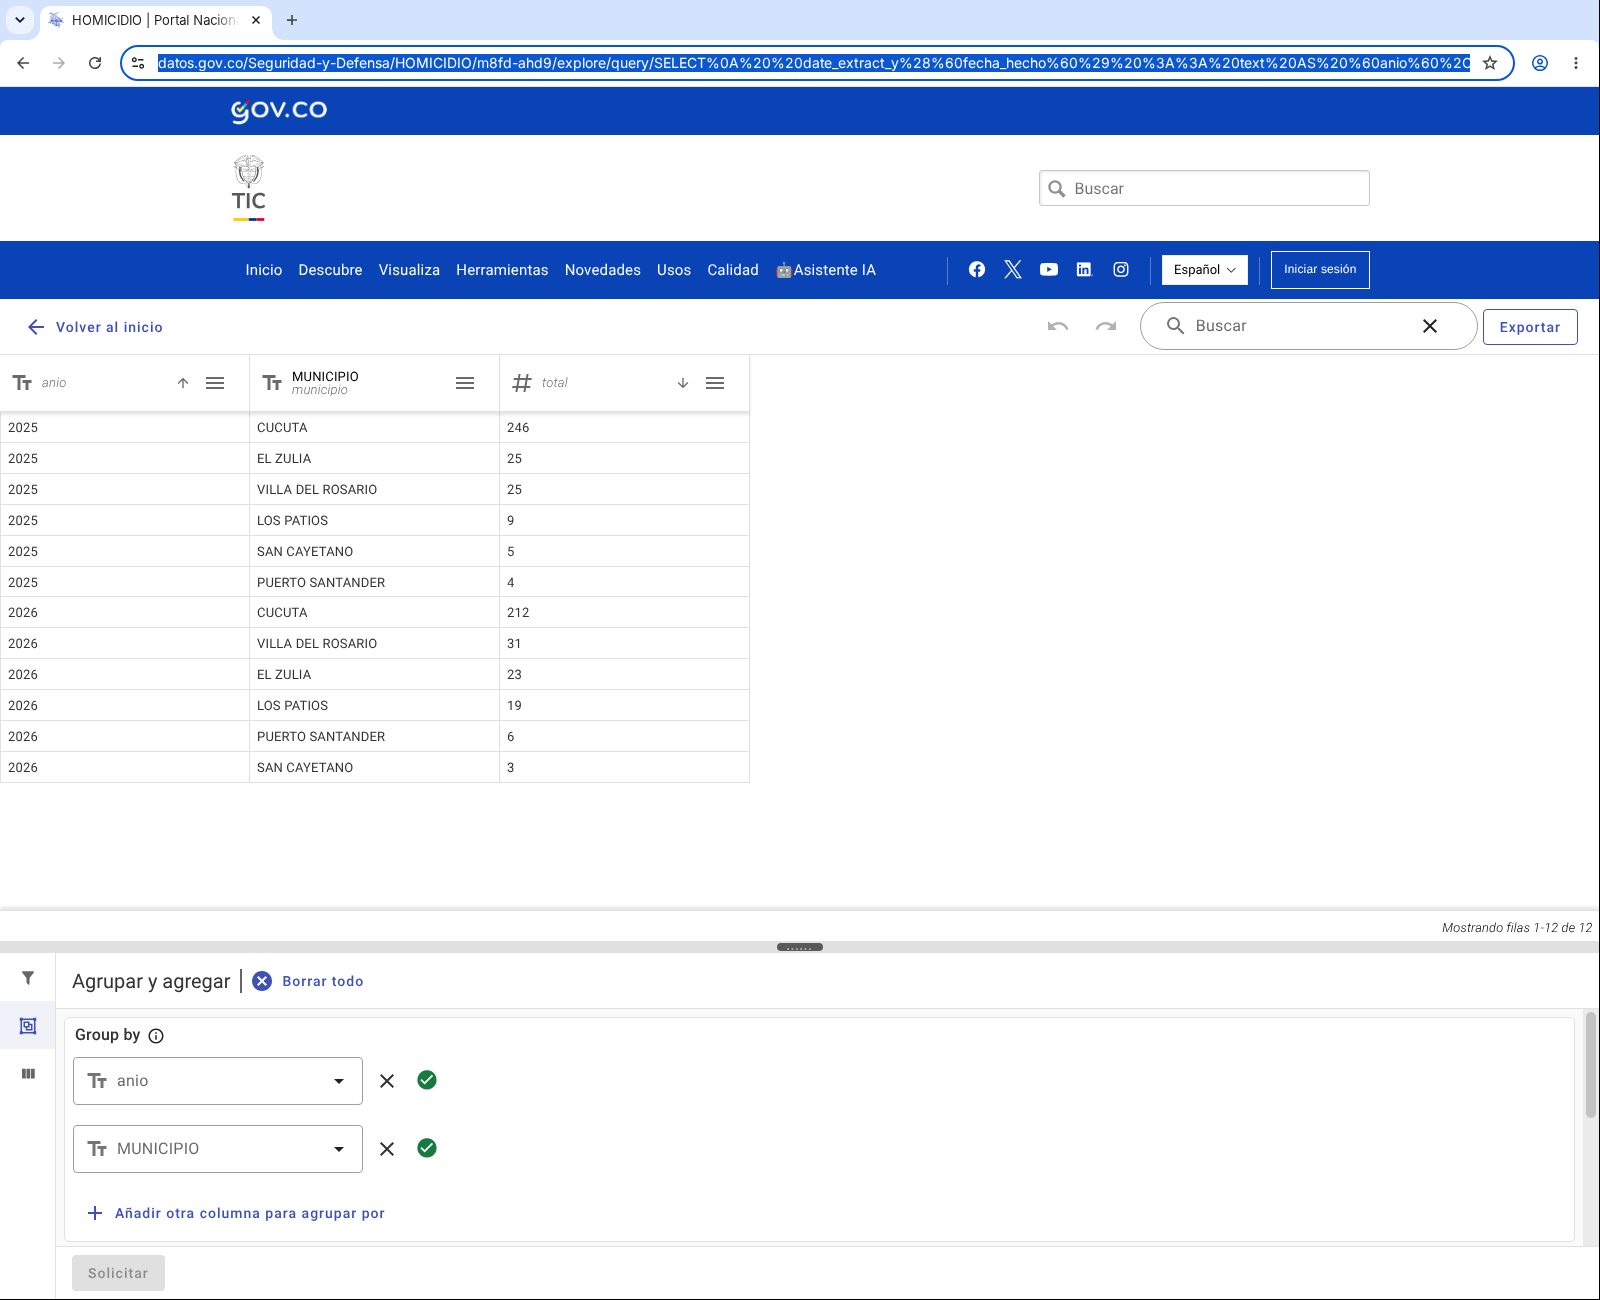 HOMICIDIO | Portal Nacion
datos.gov.co/Seguridad-y-Defensa/HOMICIDIO/m8fd-ahd9/explore/query/SELECT%0A%20%20date_extract_y%28%60fecha_hecho%60%29%20%3A%3A%20text%20AS%20%60anio%60%2C
GOV.CO
TIC
Buscar
Inicio Descubre Visualiza Herramientas Novedades Usos Calidad 🤖Asistente IA Español Iniciar sesión
Volver al inicio Buscar Exportar
anio MUNICIPIO total
municipio
2025 CUCUTA 246
2025 EL ZULIA 25
2025 VILLA DEL ROSARIO 25
2025 LOS PATIOS 9
2025 SAN CAYETANO 5
2025 PUERTO SANTANDER 4
2026 CUCUTA 212
2026 VILLA DEL ROSARIO 31
2026 EL ZULIA 23
2026 LOS PATIOS 19
2026 PUERTO SANTANDER 6
2026 SAN CAYETANO 3
Mostrando filas 1-12 de 12
Agrupar y agregar | Borrar todo
Group by
anio
MUNICIPIO
Añadir otra columna para agrupar por
Solicitar